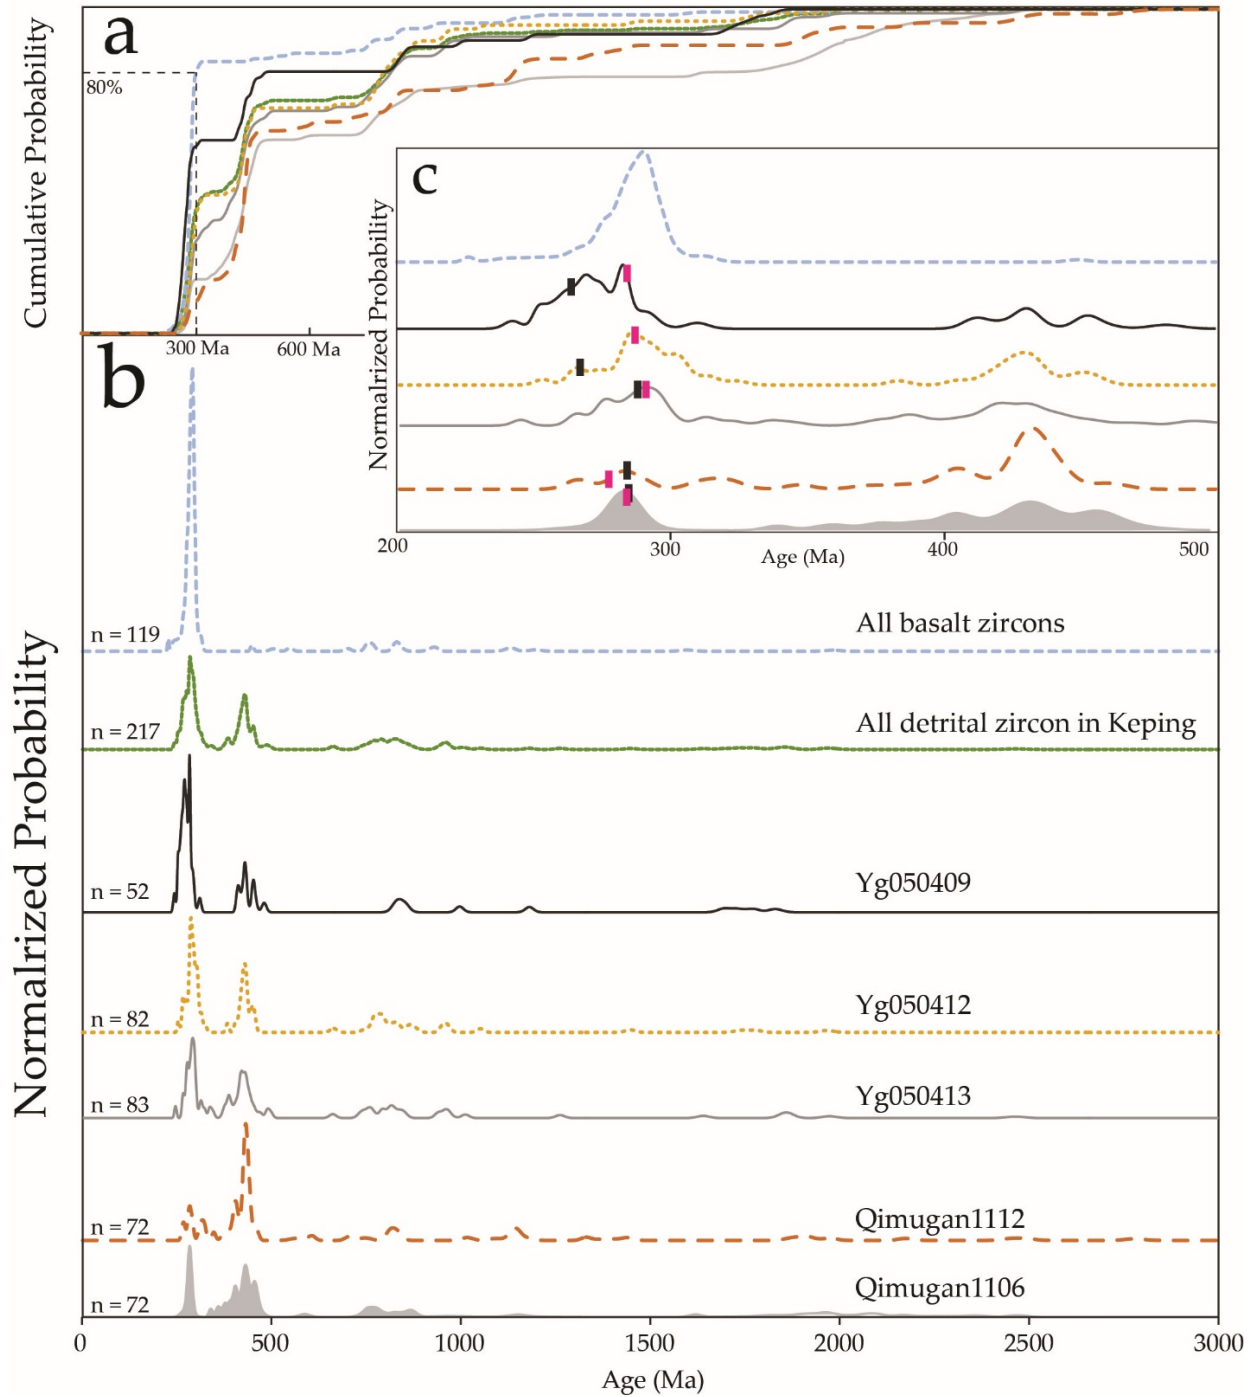 a
80%
Cumulative Probability
300 Ma
600 Ma
c
Normalrized Probability
200
300
400
500
Age (Ma)
b
Normalrized Probability
n = 119
All basalt zircons
n = 217
All detrital zircon in Keping
n = 52
Yg050409
n = 82
Yg050412
n = 83
Yg050413
n = 72
Qimugan1112
n = 72
Qimugan1106
0
500
1000
1500
2000
2500
3000
Age (Ma)